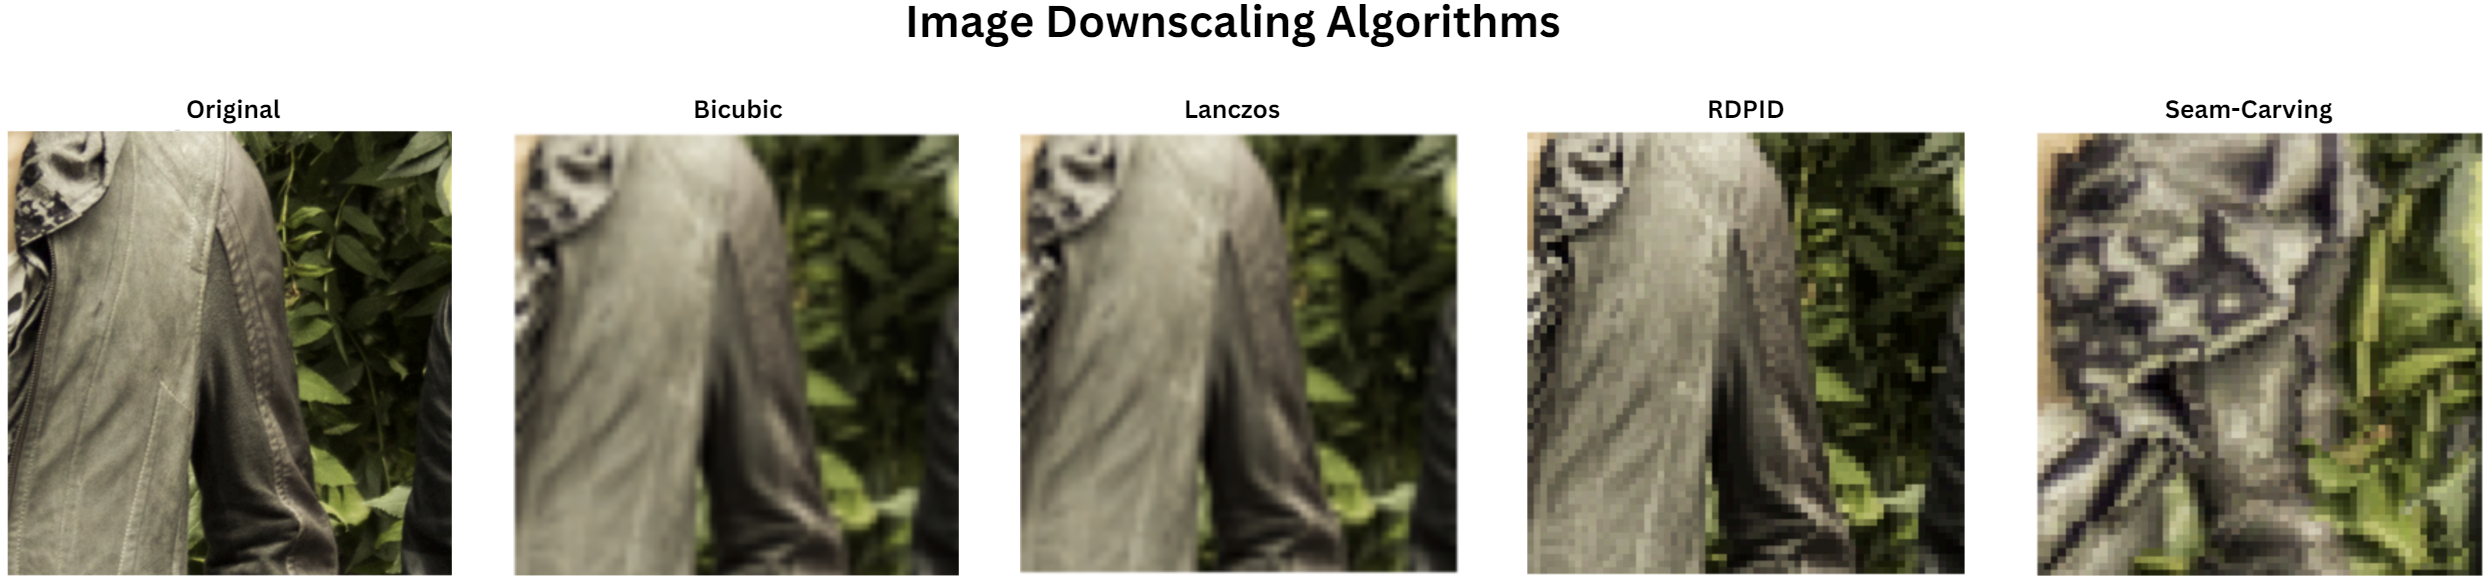 Image Downscaling Algorithms
Original
Bicubic
Lanczos
RDPID
Seam-Carving